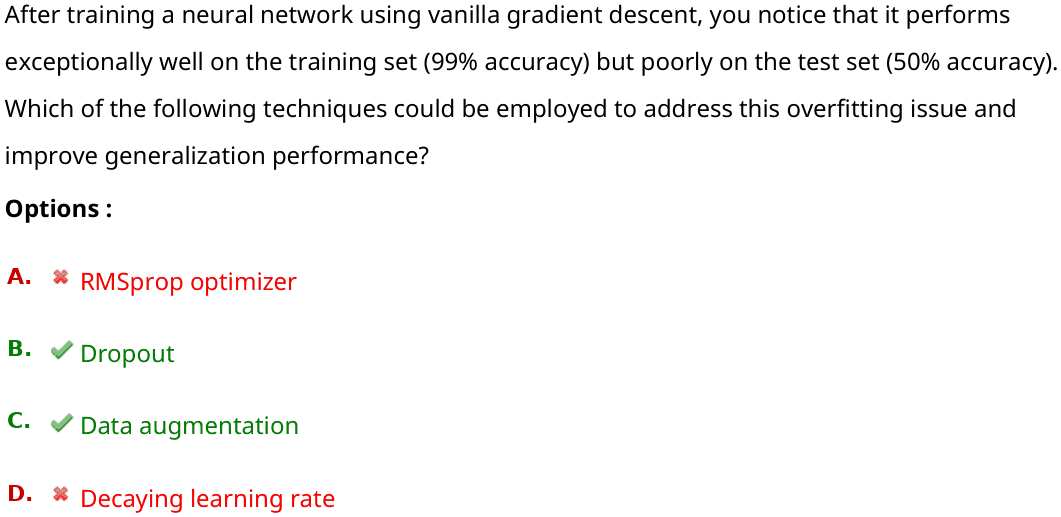 After training a neural network using vanilla gradient descent, you notice that it performs
exceptionally well on the training set (99% accuracy) but poorly on the test set (50% accuracy).
Which of the following techniques could be employed to address this overfitting issue and
improve generalization performance?
Options :
A. RMSprop optimizer
B. Dropout
C. Data augmentation
D. Decaying learning rate